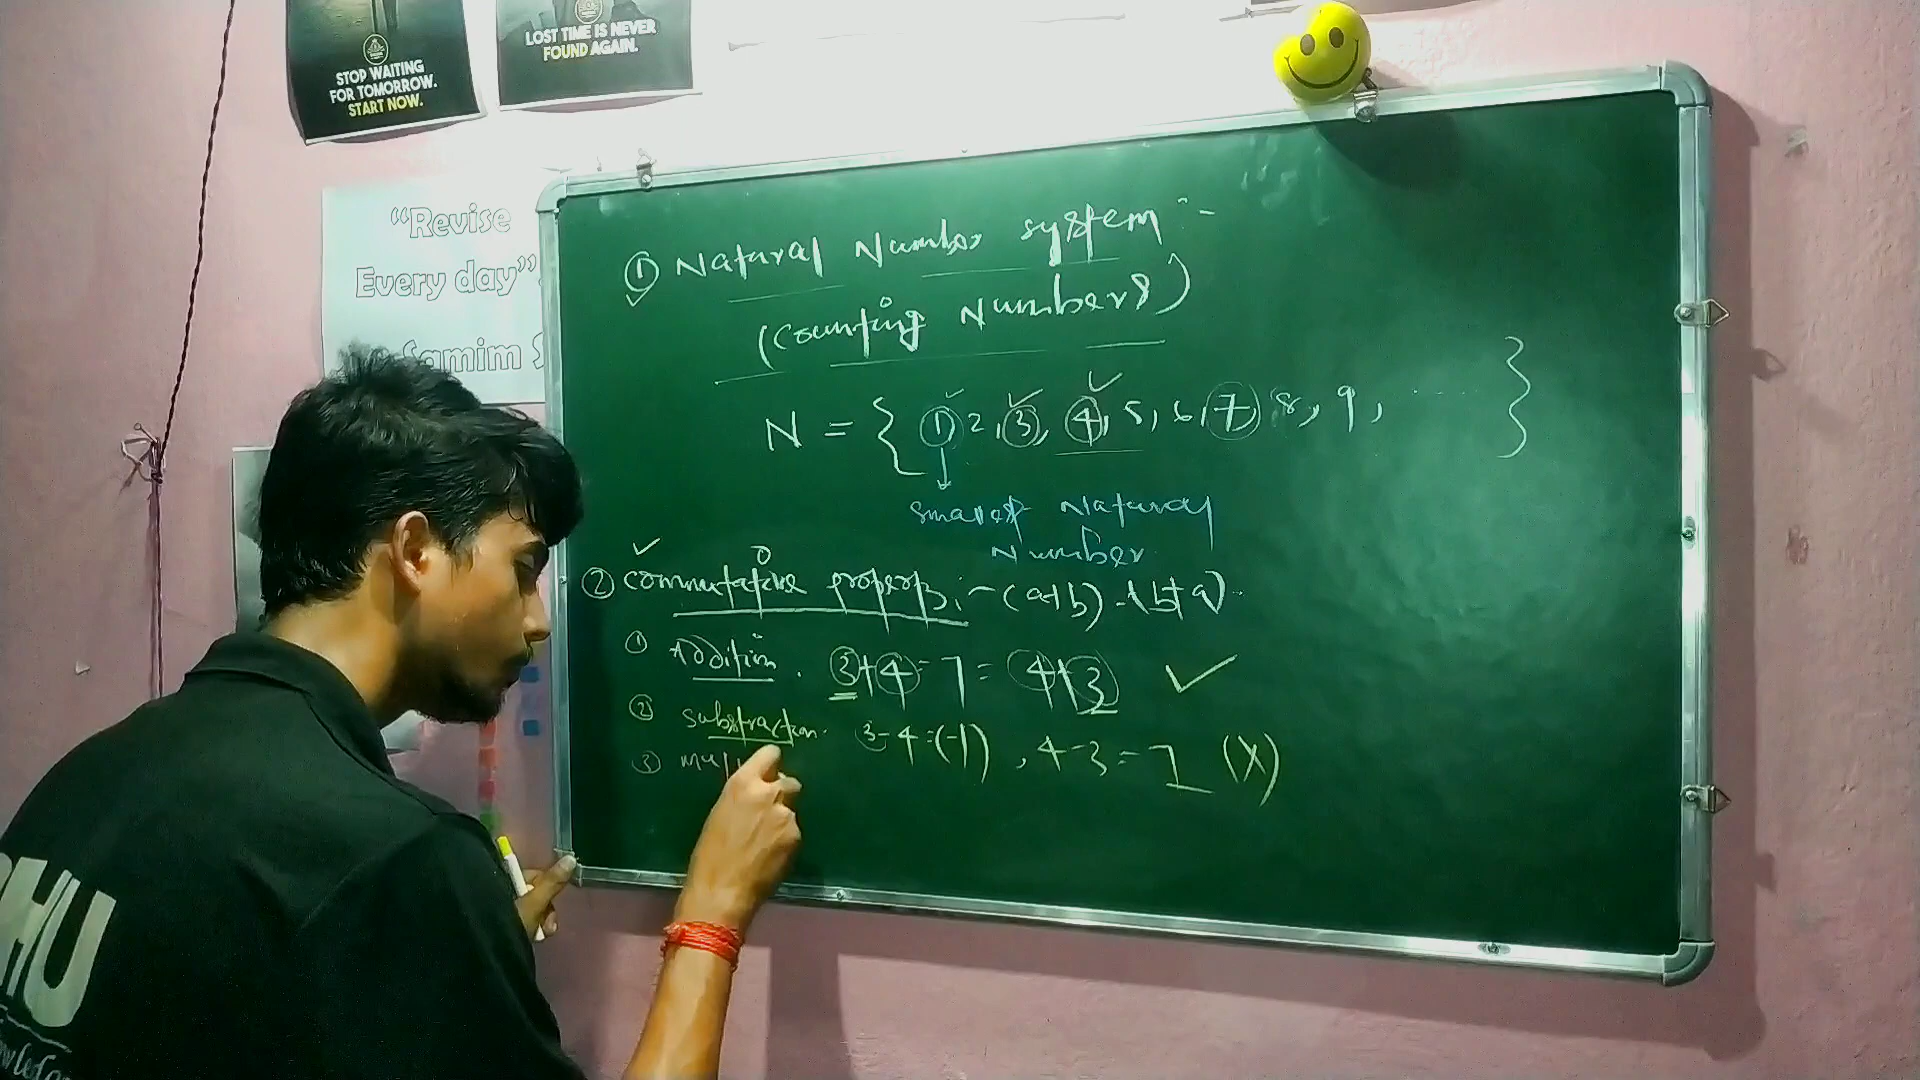 STOP WAITING
FOR TOMORROW.
START NOW.
LOST TIME IS NEVER
FOUND AGAIN.
"Revise
Every day"
Samim S
① Natural Number system :-
(Counting Numbers)
N = { 1, 2, 3, 4, 5, 6, 7, 8, 9, ...... }
Natural
Number
② commutative property :- (a+b) = (b+a).
① Addition . 3+4=7= 4+3 ✓
② substraction . 3-4=(-1) , 4-3=1 (X)
③
HU